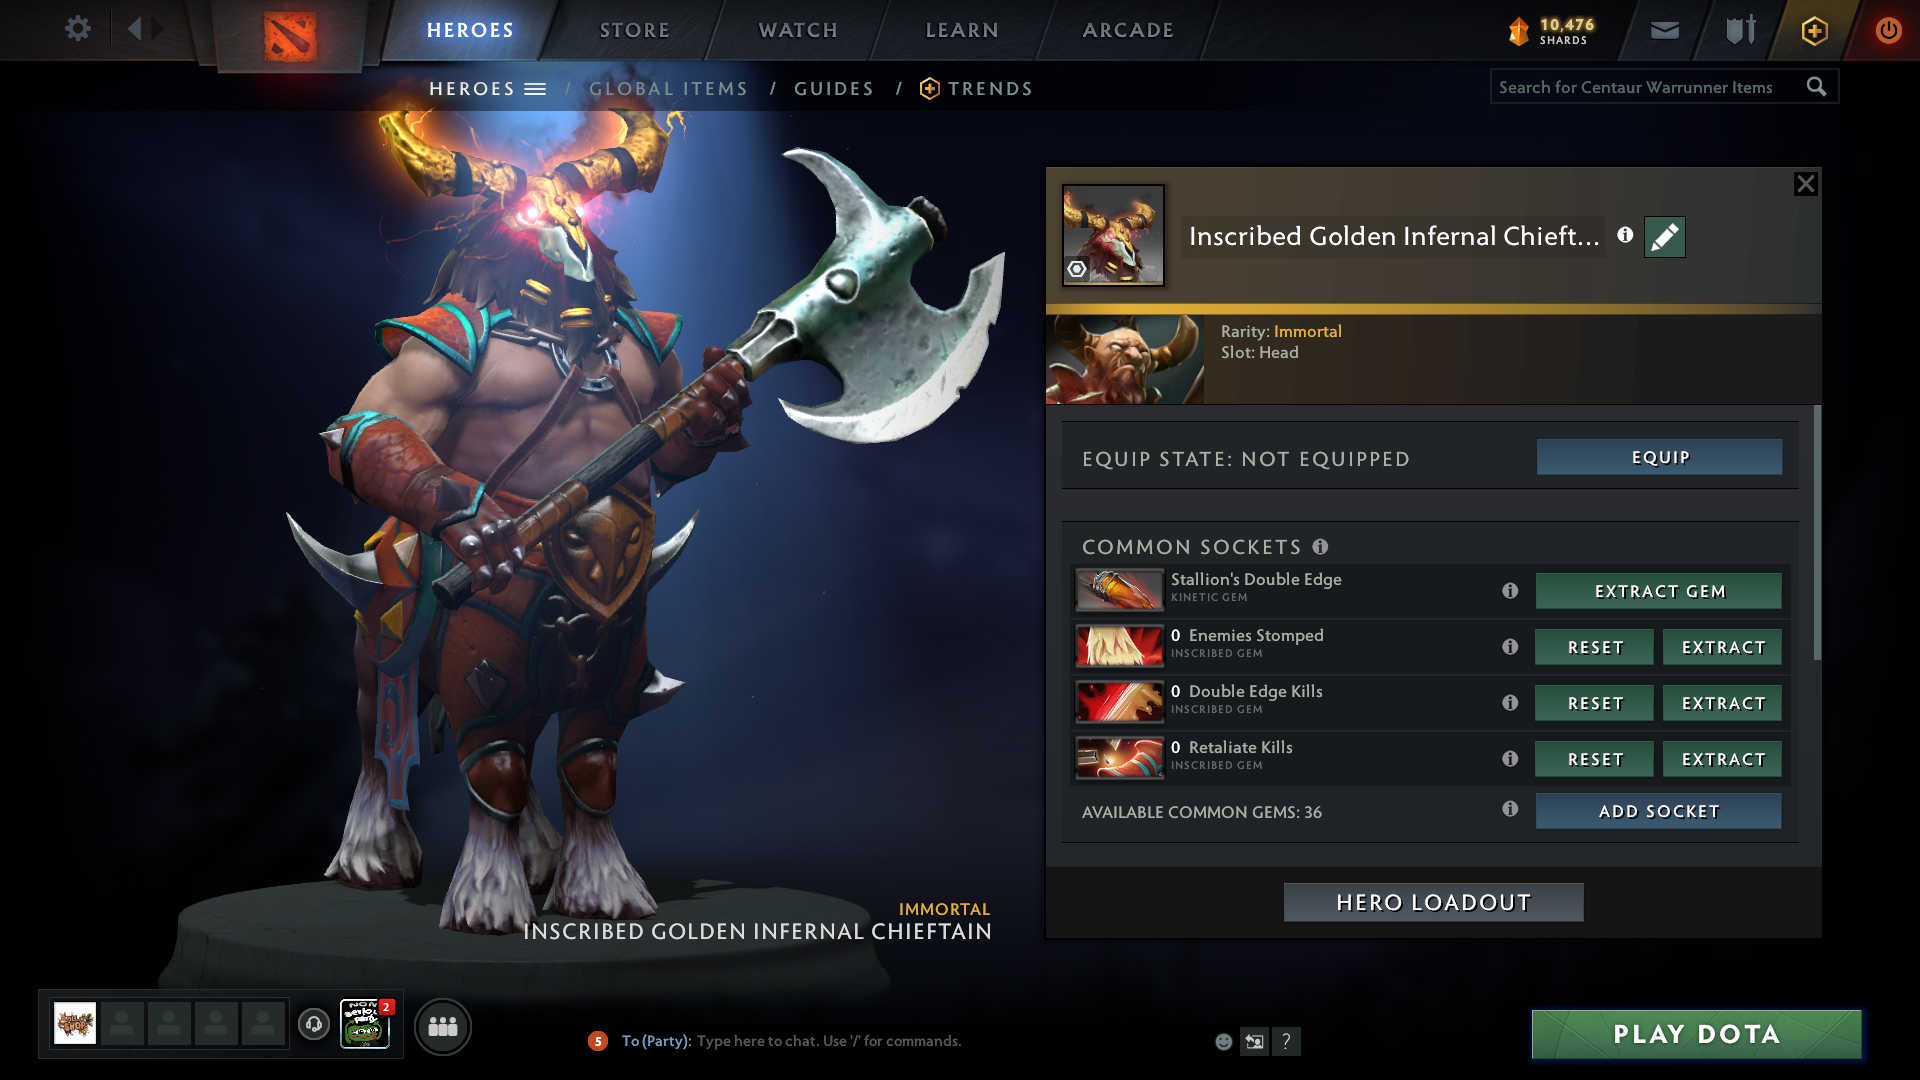 HEROES
STORE
WATCH
LEARN
ARCADE
10,476
SHARDS
HEROES / GLOBAL ITEMS / GUIDES / TRENDS
Search for Centaur Warrunner Items
Inscribed Golden Infernal Chieft...
Rarity: Immortal
Slot: Head
EQUIP STATE: NOT EQUIPPED
EQUIP
COMMON SOCKETS
Stallion's Double Edge
KINETIC GEM
EXTRACT GEM
0 Enemies Stomped
INSCRIBED GEM
RESET
EXTRACT
0 Double Edge Kills
INSCRIBED GEM
RESET
EXTRACT
0 Retaliate Kills
INSCRIBED GEM
RESET
EXTRACT
AVAILABLE COMMON GEMS: 36
ADD SOCKET
HERO LOADOUT
IMMORTAL
INSCRIBED GOLDEN INFERNAL CHIEFTAIN
2
5
To (Party): Type here to chat. Use '/' for commands.
?
PLAY DOTA